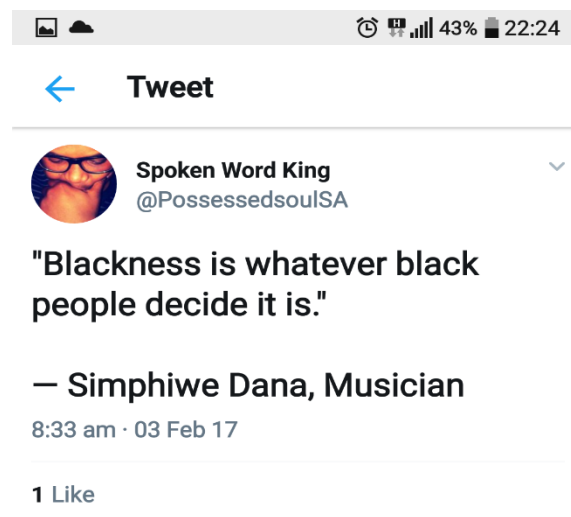 43% 22:24
Tweet
Spoken Word King
@PossessedsoulSA
"Blackness is whatever black
people decide it is."
— Simphiwe Dana, Musician
8:33 am · 03 Feb 17
1 Like